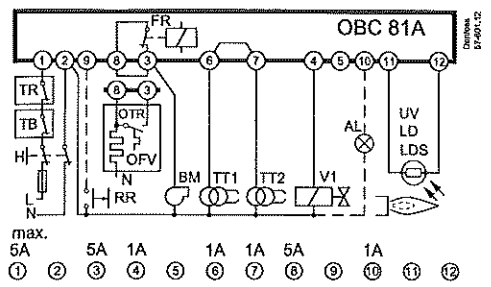 FR
OBC 81A
Danfoss
57-601.12
1 2 9 8 3 6 7 4 5 10 11 12
TR
8 3
OTR
TB
AL
UV
LD
LDS
H
OFV
BM TT1 TT2 V1
N
L
N
RR
max.
5A 5A 1A 1A 1A 5A 1A
1 2 3 4 5 6 7 8 9 10 11 12